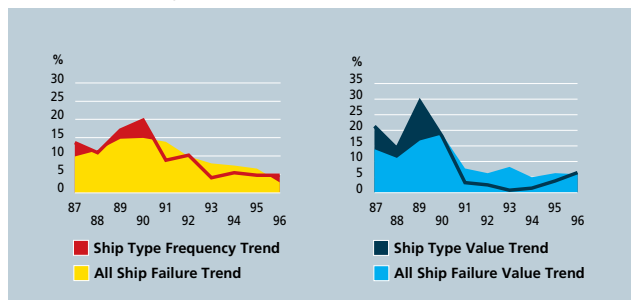 %
30
25
20
15
10
5
0
87 88 89 90 91 92 93 94 95 96
Ship Type Frequency Trend
All Ship Failure Trend
%
35
30
25
20
15
10
5
0
87 88 89 90 91 92 93 94 95 96
Ship Type Value Trend
All Ship Failure Value Trend